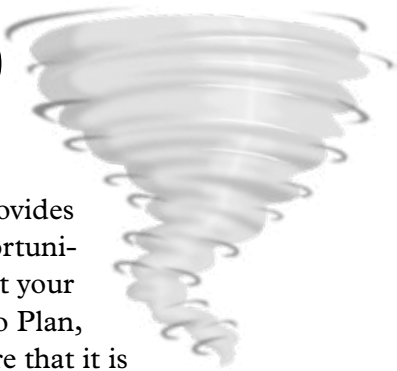 )
ovides
ortuni-
t your
o Plan,
re that it is